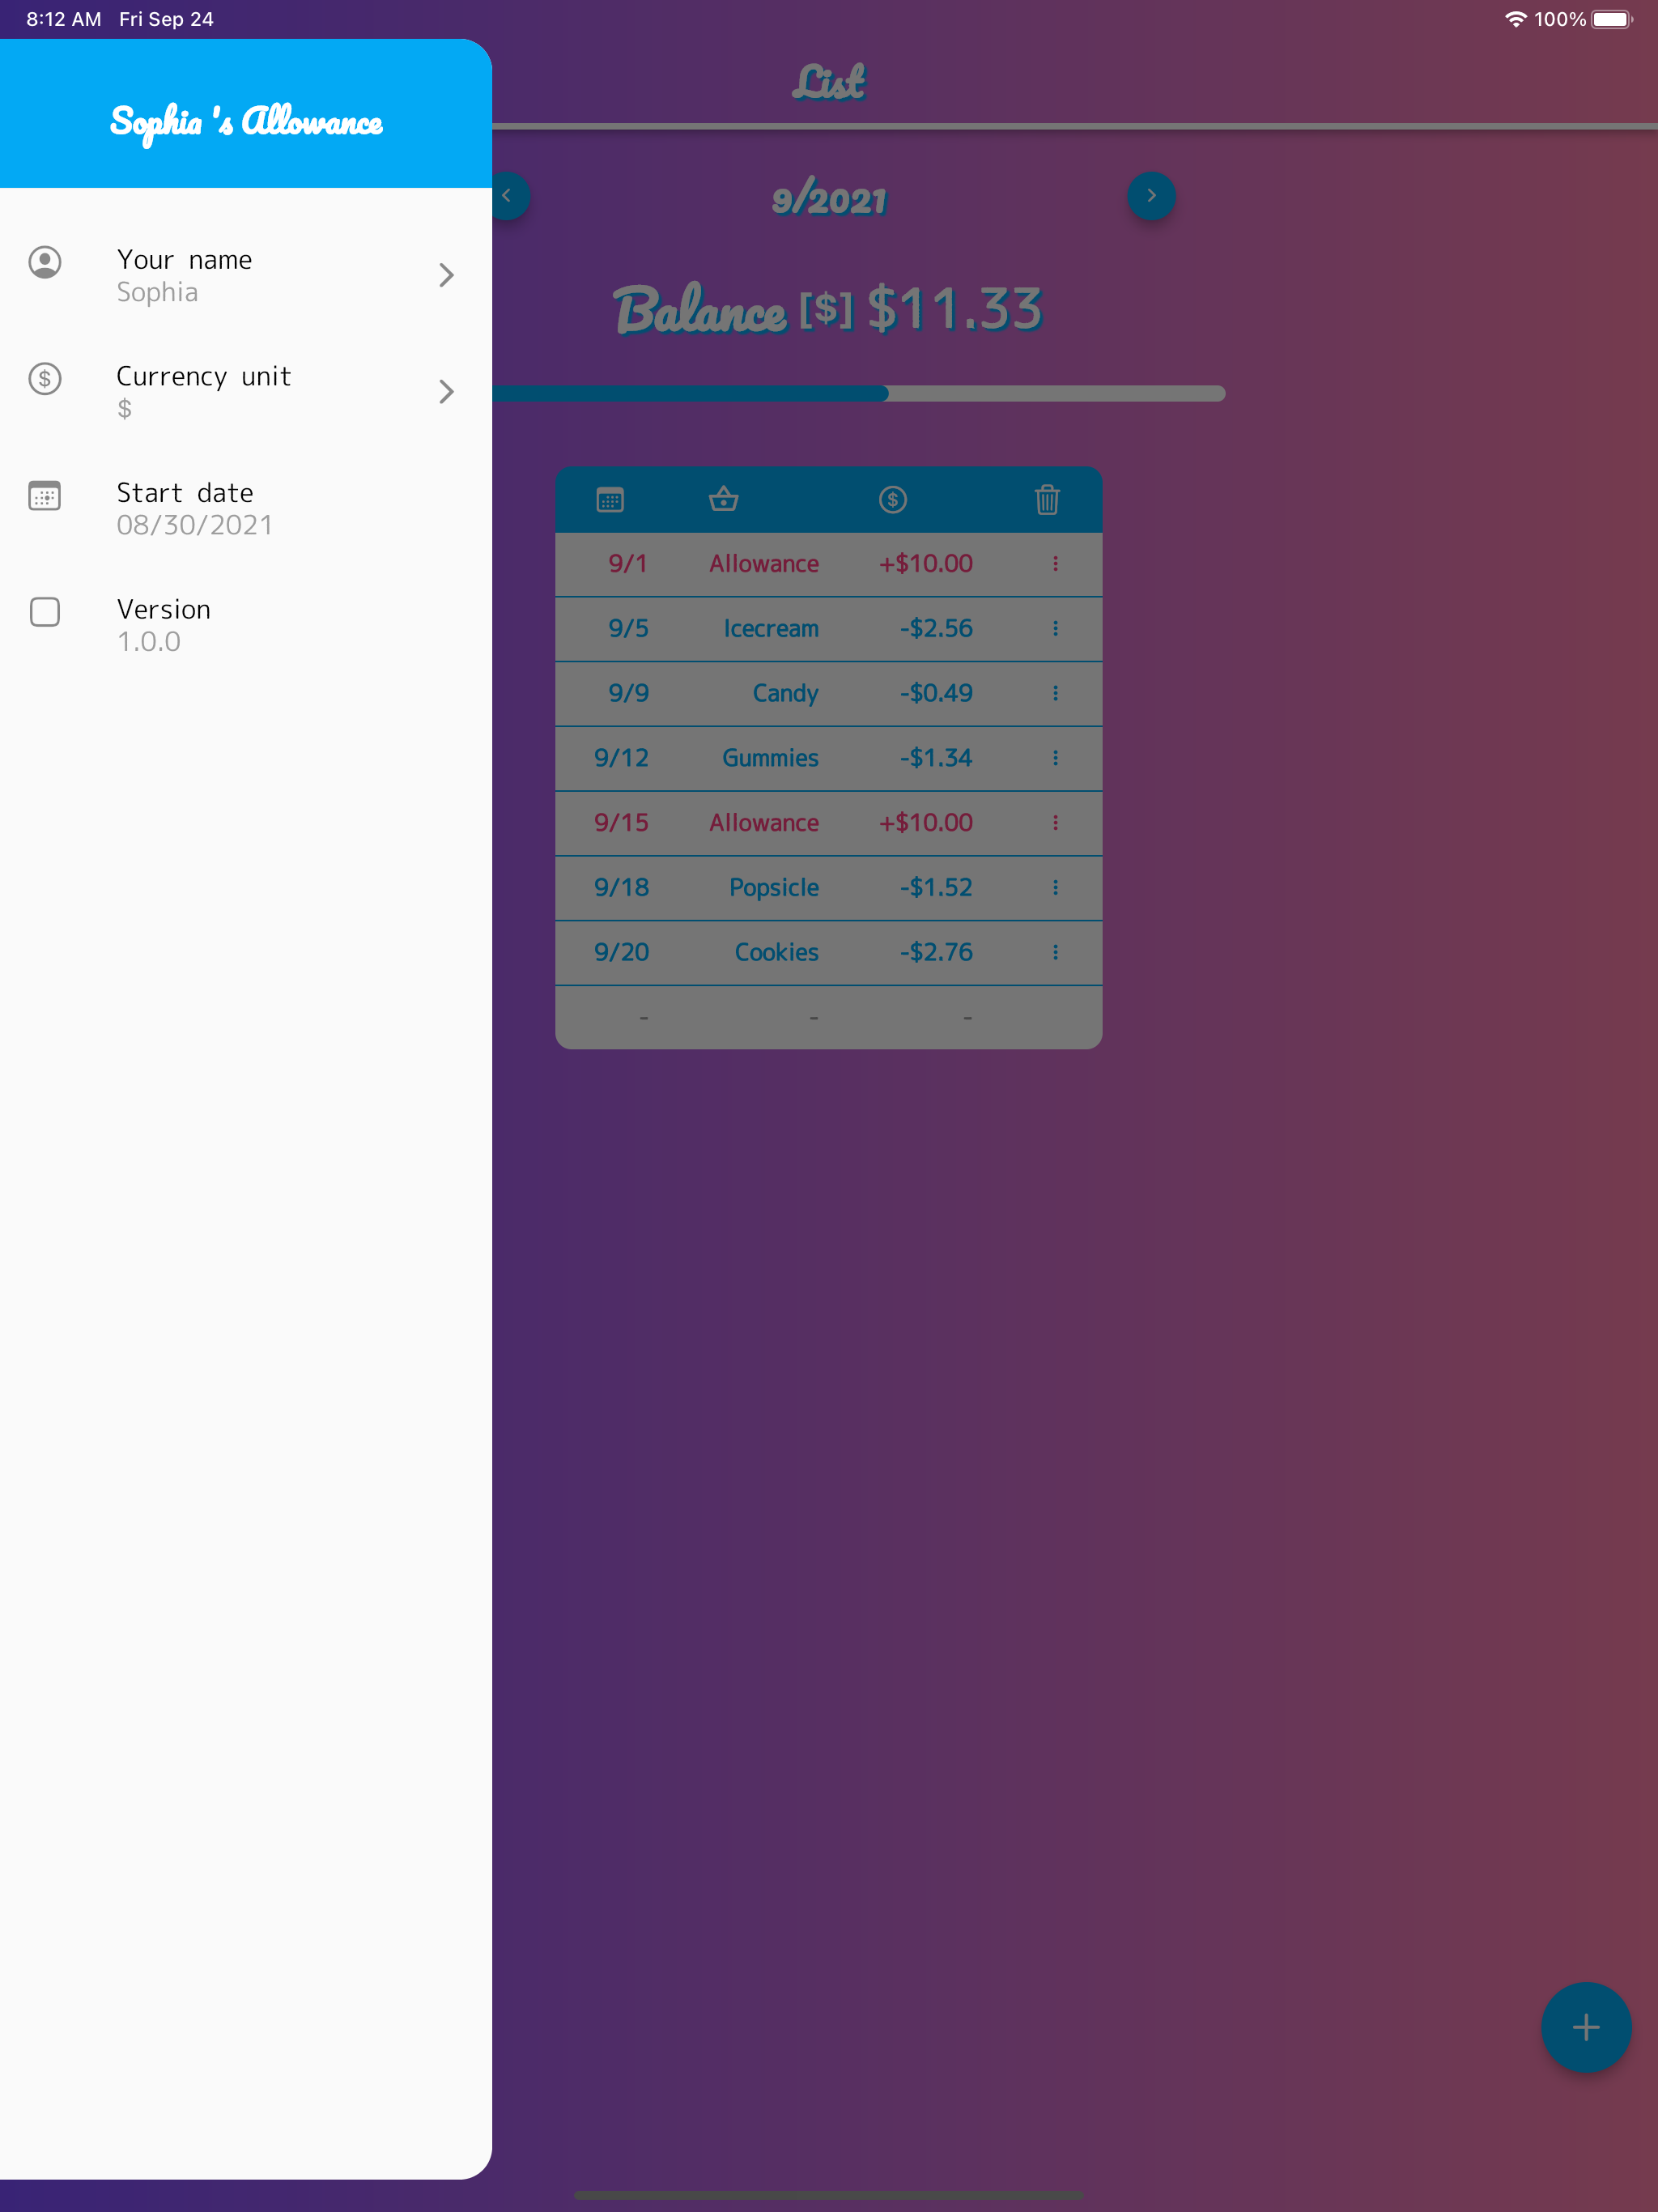 8:12 AM Fri Sep 24 100%
Sophia 's Allowance
Your name
Sophia
Currency unit
$
Start date
08/30/2021
Version
1.0.0
List
9/2021
Balance [$] $11.33
9/1 Allowance +$10.00
9/5 Icecream -$2.56
9/9 Candy -$0.49
9/12 Gummies -$1.34
9/15 Allowance +$10.00
9/18 Popsicle -$1.52
9/20 Cookies -$2.76
- - -